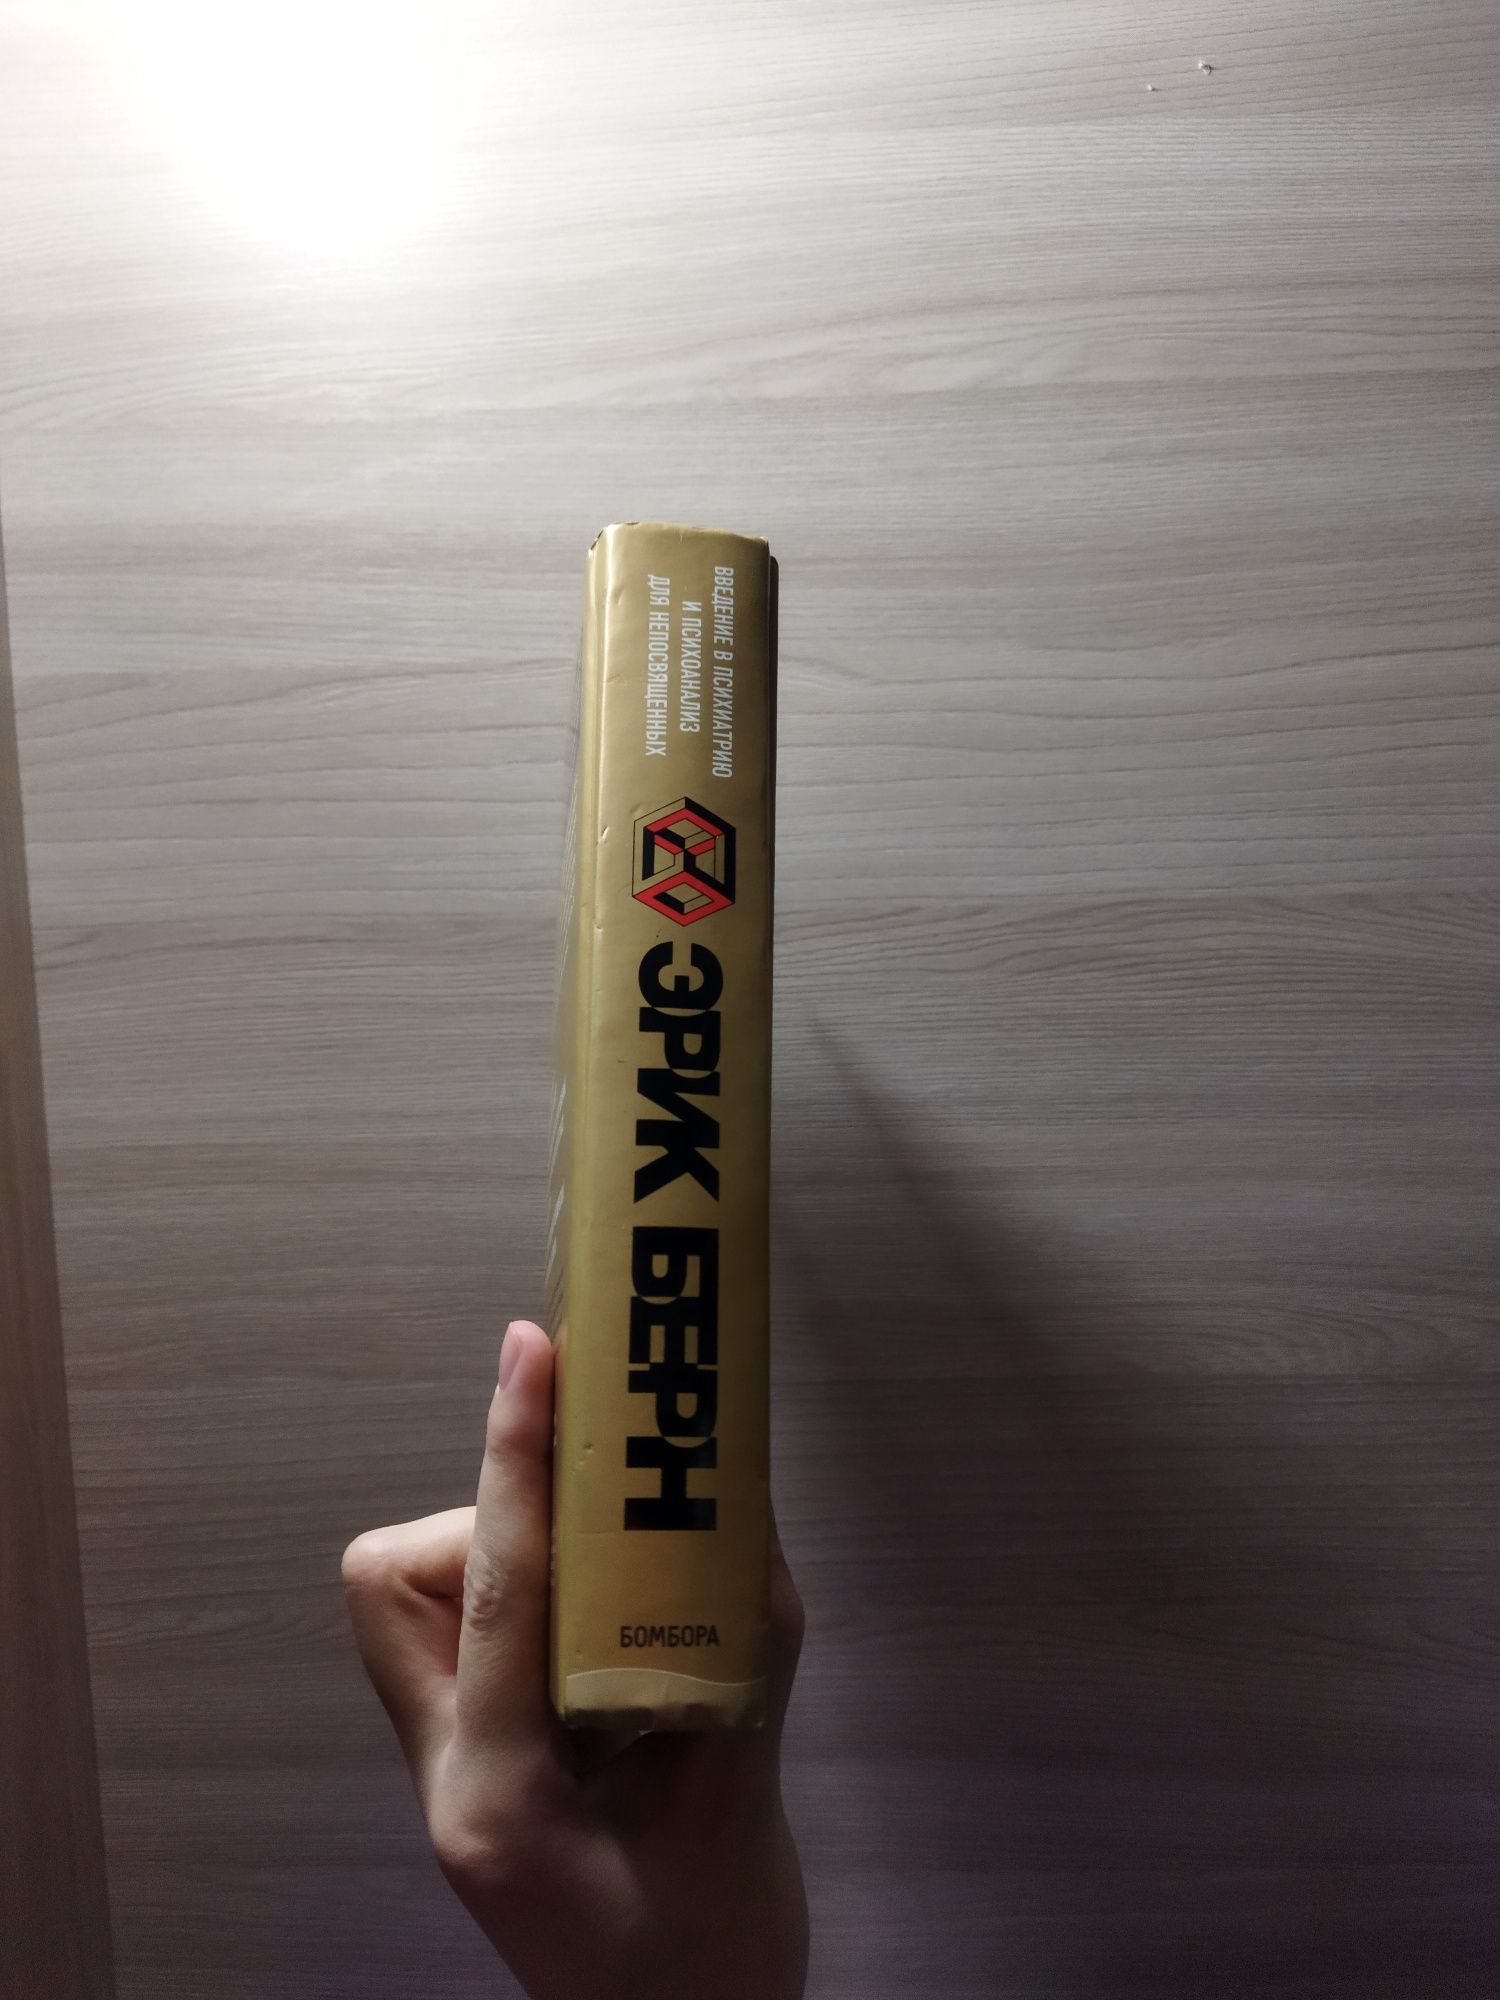 ВВЕДЕНИЕ В ПСИХИАТРИЮ
И ПСИХОАНАЛИЗ
ДЛЯ НЕПОСВЯЩЕННЫХ
ЭРИК БЕРН
БОМБОРА